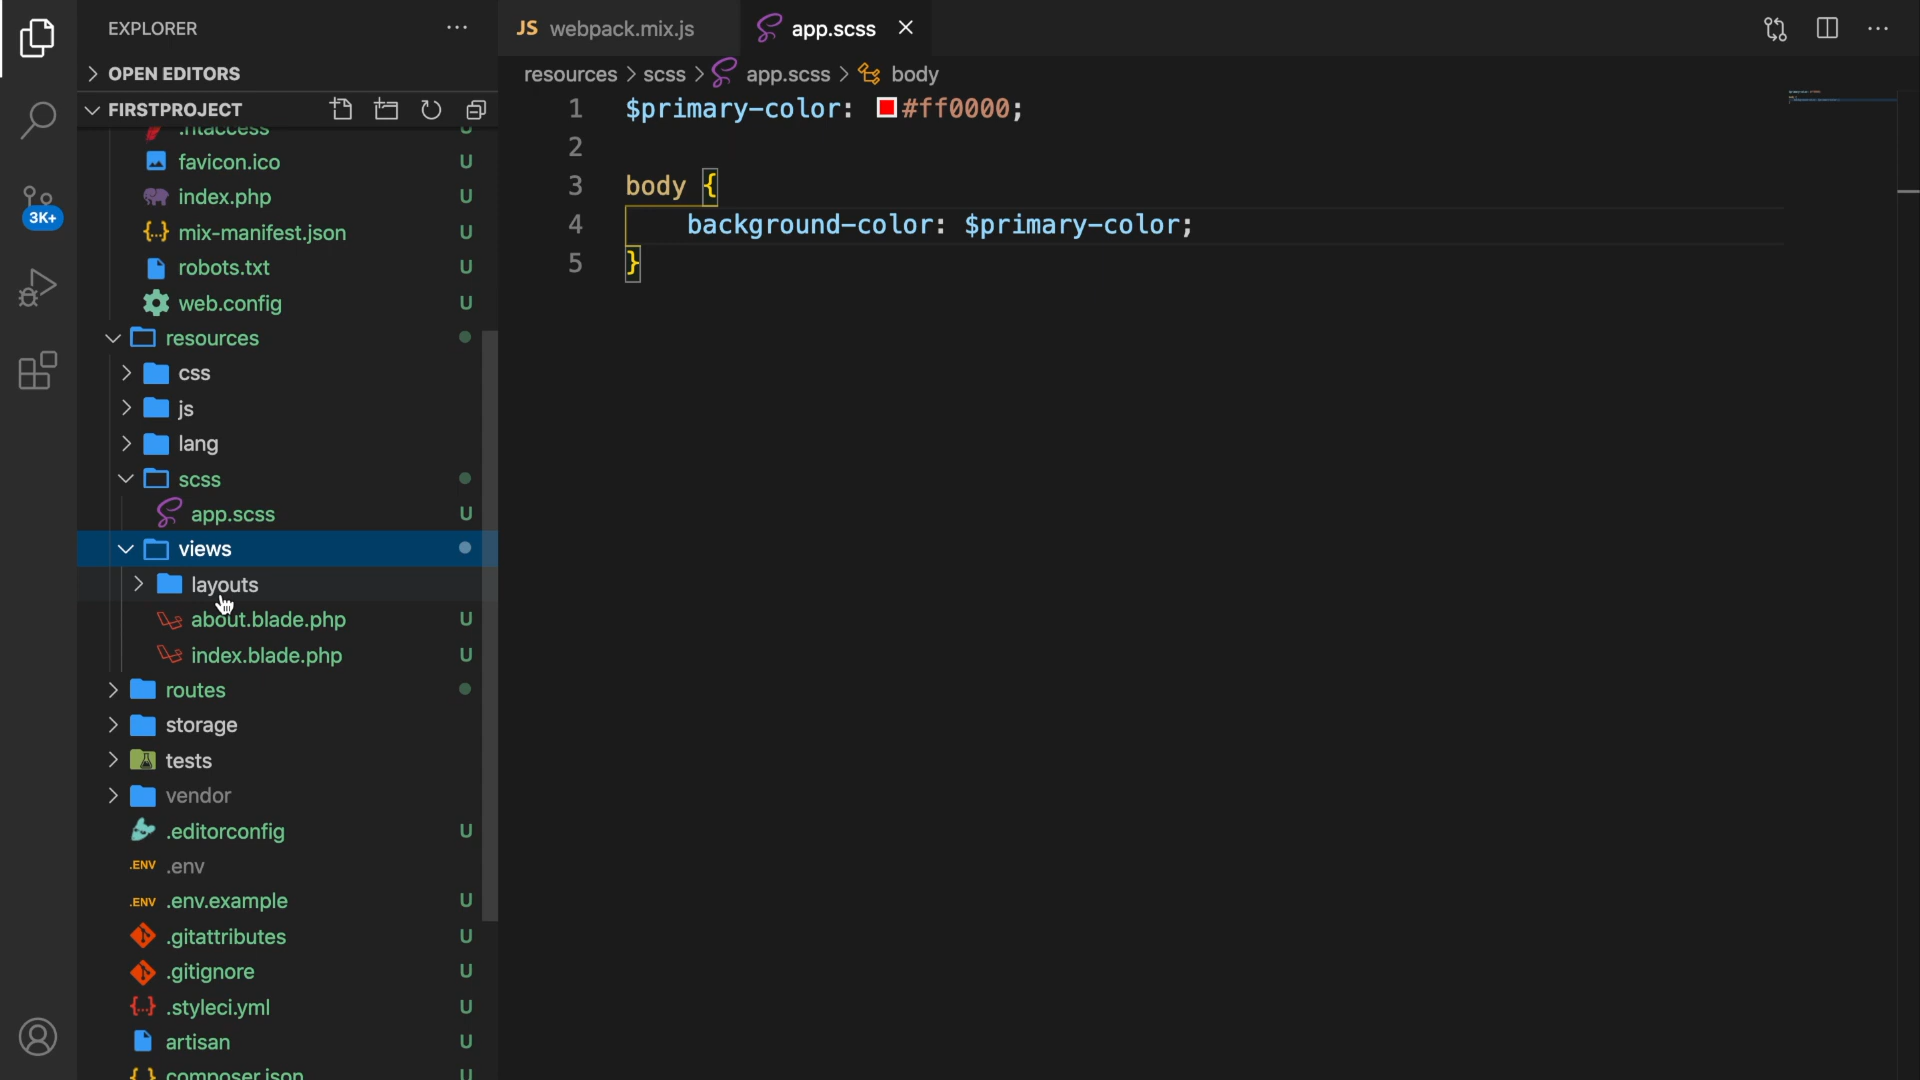 EXPLORER
OPEN EDITORS
FIRSTPROJECT
.htaccess U
favicon.ico U
index.php U
{..} mix-manifest.json U
robots.txt U
web.config U
resources
css
js
lang
scss
app.scss U
views
layouts
about.blade.php U
index.blade.php U
routes
storage
tests
vendor
.editorconfig U
.ENV .env
.ENV .env.example U
.gitattributes U
.gitignore U
{..} .styleci.yml U
artisan U
{..} composer.json U
3K+
JS webpack.mix.js
app.scss
resources > scss > app.scss > body
1 $primary-color: #ff0000;
2
3 body {
4 background-color: $primary-color;
5 }